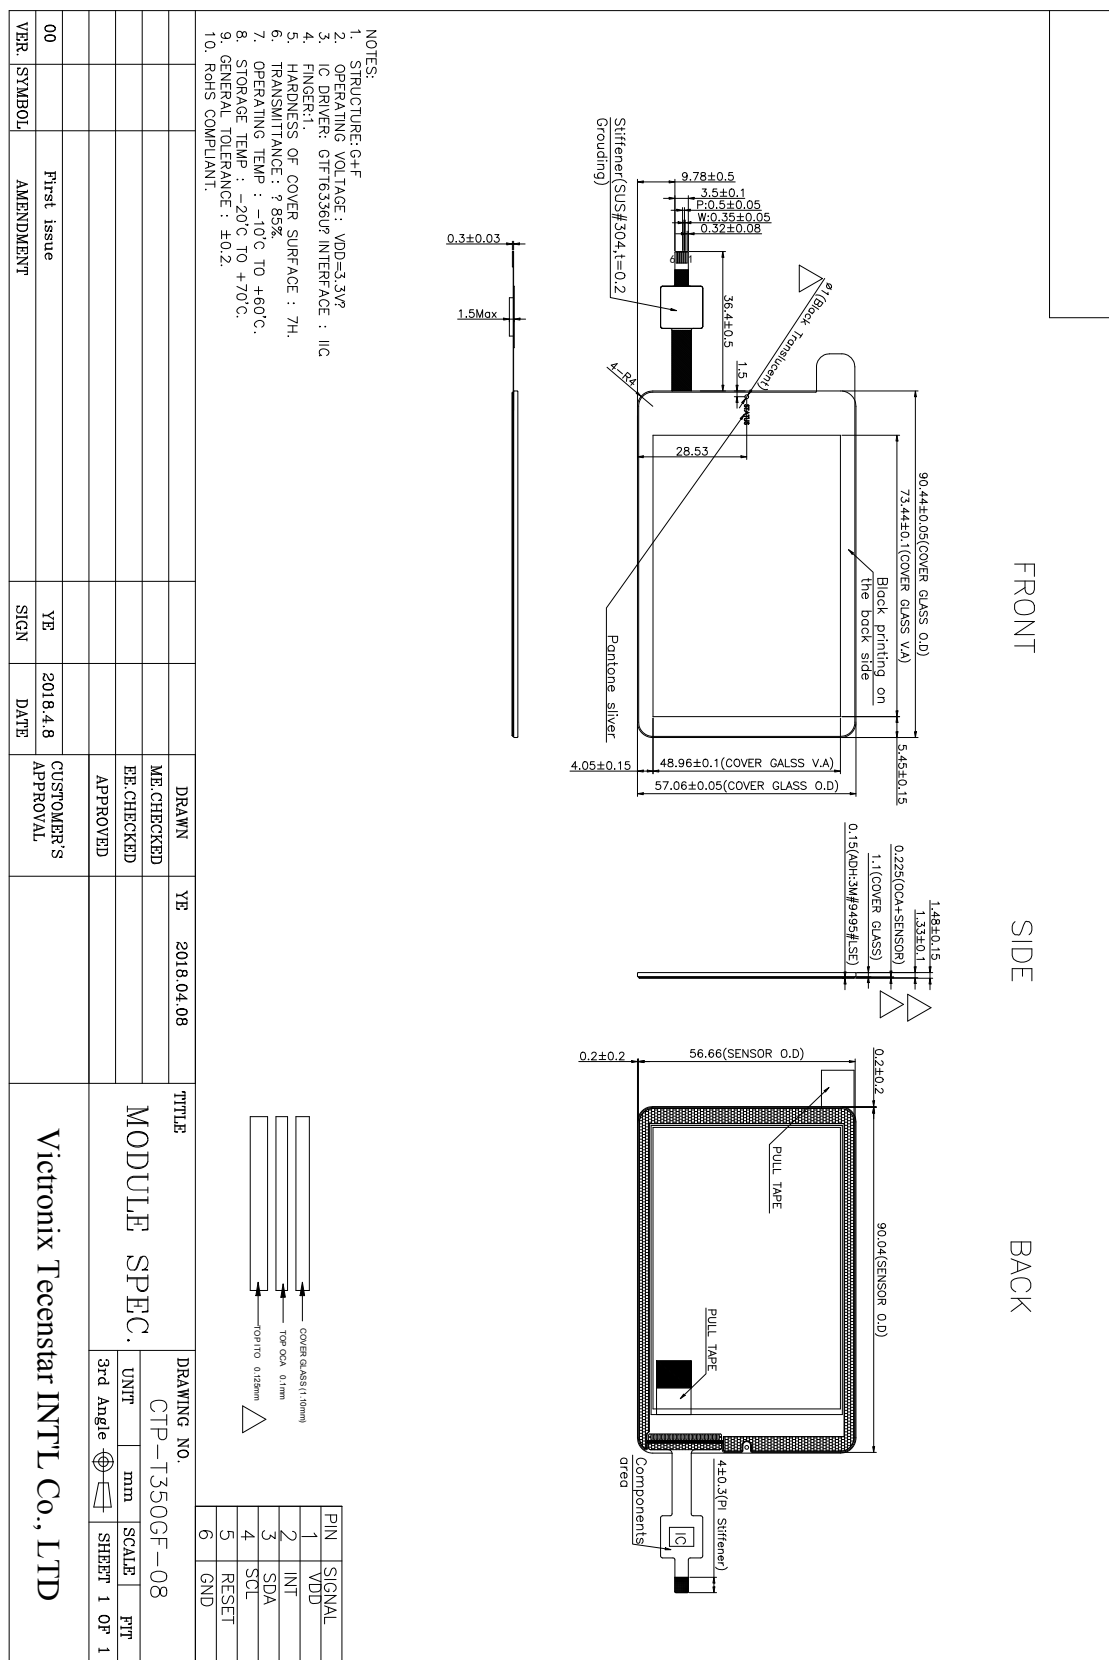 FRONT
SIDE
BACK
9.78±0.5
3.5±0.1
P:0.5±0.05
W:0.35±0.05
0.32±0.08
6
1
Stiffener(SUS#304,t=0.2
Grouding)
36.4±0.5
ø1(Black Translucent)
1.5
4-R4
STATUS
28.53
90.44±0.05(COVER GLASS O.D)
73.44±0.1(COVER GLASS V.A)
Black printing on
the back side
Pantone sliver
5.45±0.15
4.05±0.15
48.96±0.1(COVER GALSS V.A)
57.06±0.05(COVER GLASS O.D)
0.3±0.03
1.5Max
1.48±0.15
1.33±0.1
0.225(OCA+SENSOR)
1.1(COVER GLASS)
0.15(ADH:3M#9495#LSE)
0.2±0.2
56.66(SENSOR O.D)
0.2±0.2
90.04(SENSOR O.D)
PULL TAPE
PULL TAPE
4±0.3(PI Stiffener)
IC
Components
area
NOTES:
1. STRUCTURE:G+F
2. OPERATING VOLTAGE : VDD=3.3V?
3. IC DRIVER: GTFT6336U? INTERFACE : IIC
4. FINGER:1.
5. HARDNESS OF COVER SURFACE : 7H.
6. TRANSMITTANCE : ? 85%.
7. OPERATING TEMP : -10°C TO +60°C.
8. STORAGE TEMP : -20°C TO +70°C.
9. GENERAL TOLERANCE : ±0.2.
10. RoHS COMPLIANT.
COVER GLASS (1.10mm)
TOP OCA 0.1mm
TOP ITO 0.125mm
PIN SIGNAL
1 VDD
2 INT
3 SDA
4 SCL
5 RESET
6 GND
00 First issue YE 2018.4.8
VER. SYMBOL AMENDMENT SIGN DATE
DRAWN YE 2018.04.08
ME.CHECKED
EE.CHECKED
APPROVED
CUSTOMER'S
APPROVAL
TITLE
MODULE SPEC.
DRAWING NO.
CTP-T350GF-08
UNIT mm SCALE FIT
3rd Angle SHEET 1 OF 1
Victronix Tecenstar INT'L Co., LTD